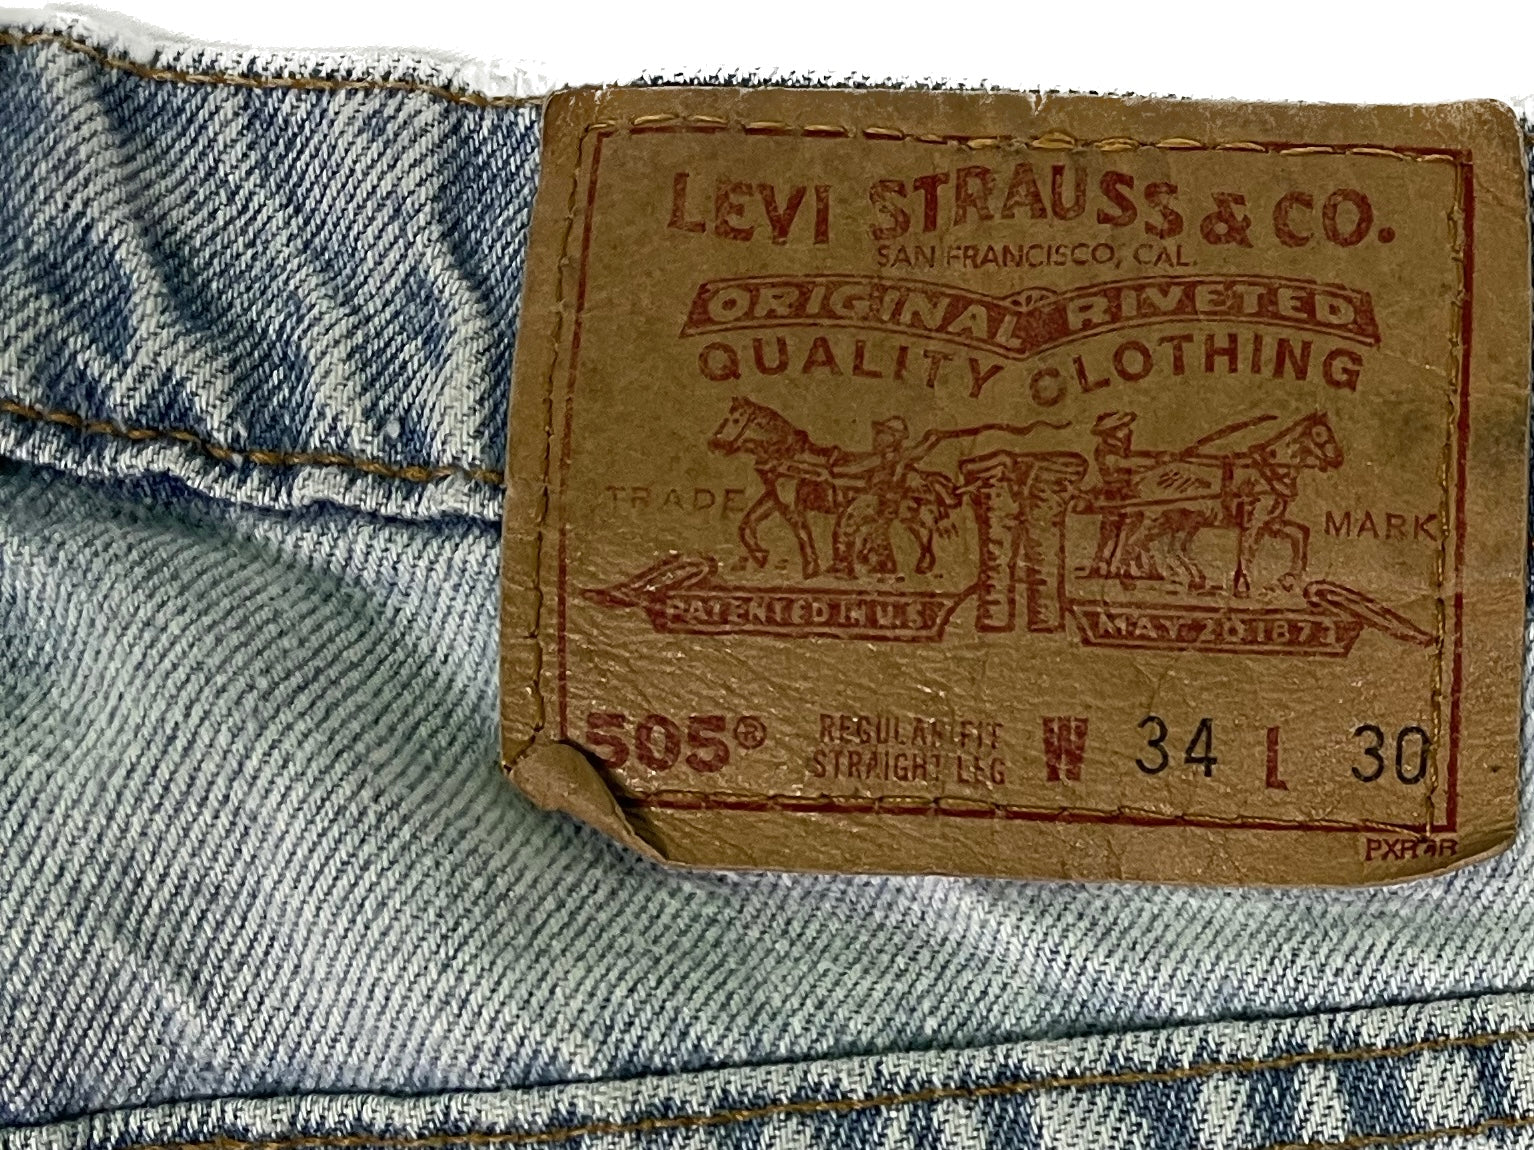 LEVI STRAUSS & CO.
SAN FRANCISCO, CAL.
ORIGINAL RIVETED
QUALITY CLOTHING
TRADE MARK
PATENTED IN U.S.
MAY 20 1873
505® REGULAR FIT W 34 L 30
STRAIGHT LEG